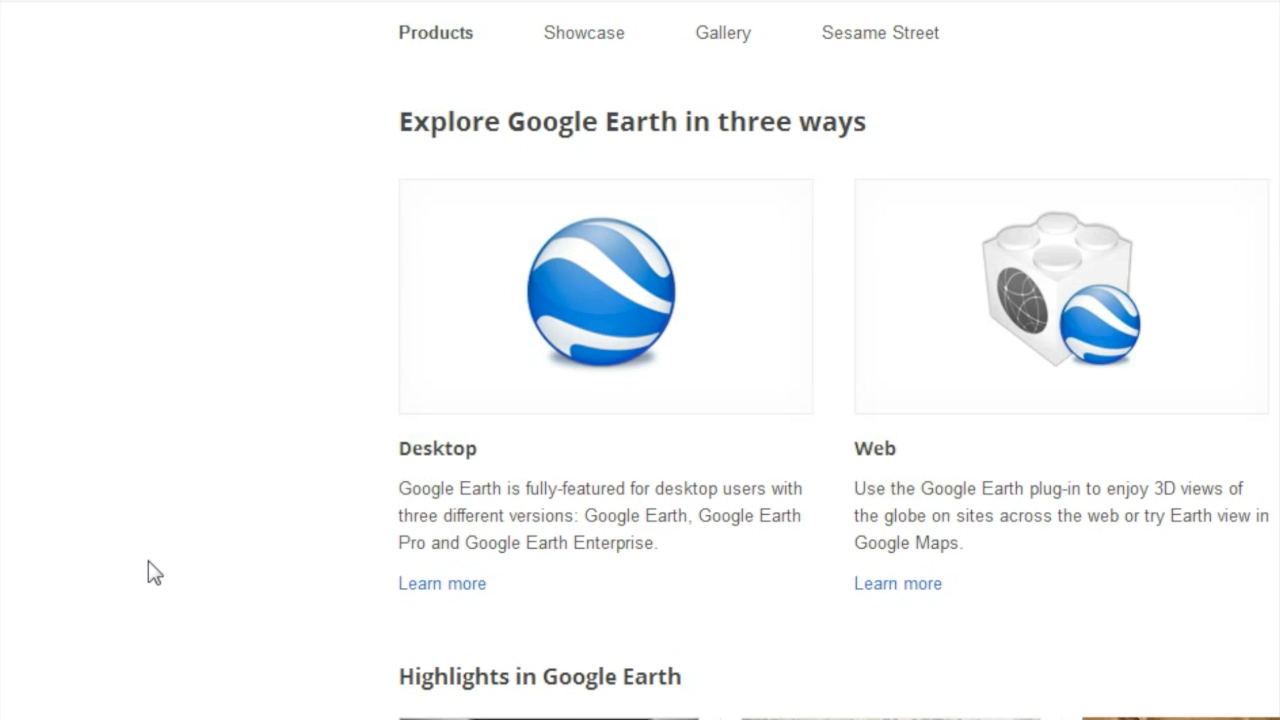 Products Showcase Gallery Sesame Street
Explore Google Earth in three ways
Desktop
Google Earth is fully-featured for desktop users with
three different versions: Google Earth, Google Earth
Pro and Google Earth Enterprise.
Learn more
Web
Use the Google Earth plug-in to enjoy 3D views of
the globe on sites across the web or try Earth view in
Google Maps.
Learn more
Highlights in Google Earth